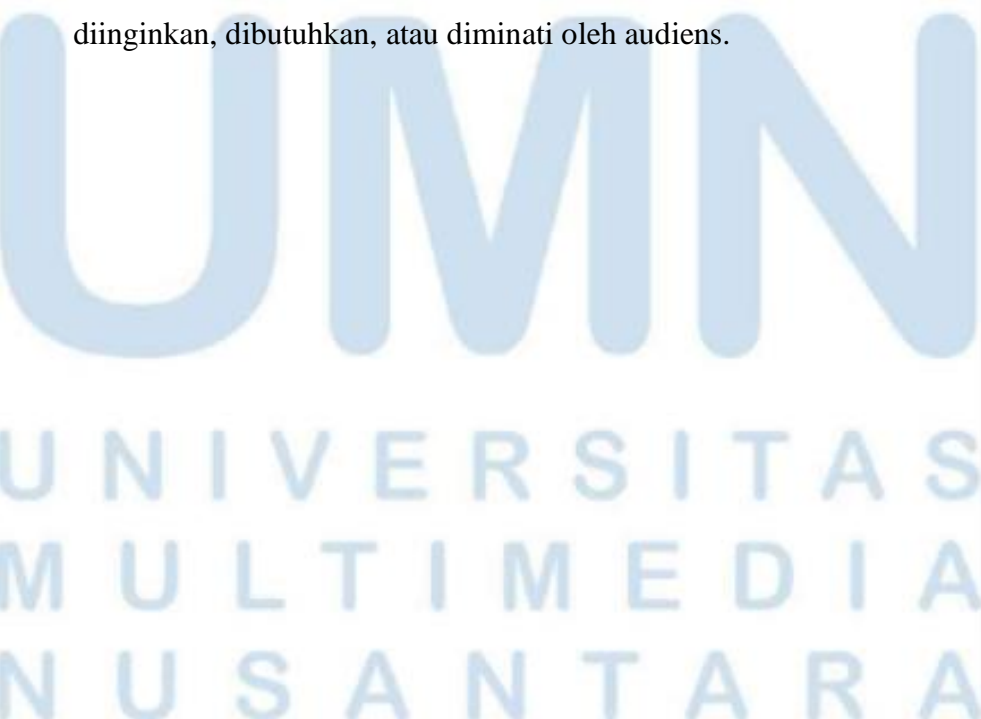 diinginkan, dibutuhkan, atau diminati oleh audiens.
UMN
UNIVERSITAS
MULTIMEDIA
NUSANTARA